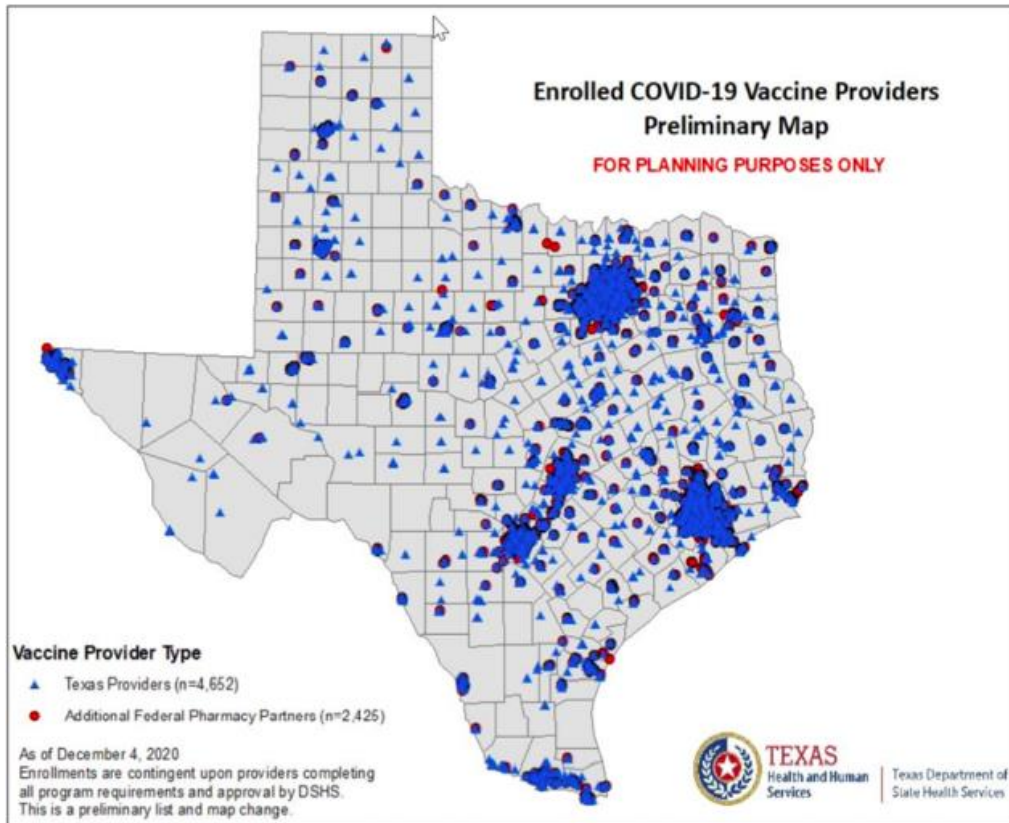 Enrolled COVID-19 Vaccine Providers
Preliminary Map
FOR PLANNING PURPOSES ONLY
Vaccine Provider Type
Texas Providers (n=4,652)
Additional Federal Pharmacy Partners (n=2,425)
As of December 4, 2020
Enrollments are contingent upon providers completing
all program requirements and approval by DSHS.
This is a preliminary list and map change.
TEXAS
Health and Human
Services
Texas Department of
State Health Services